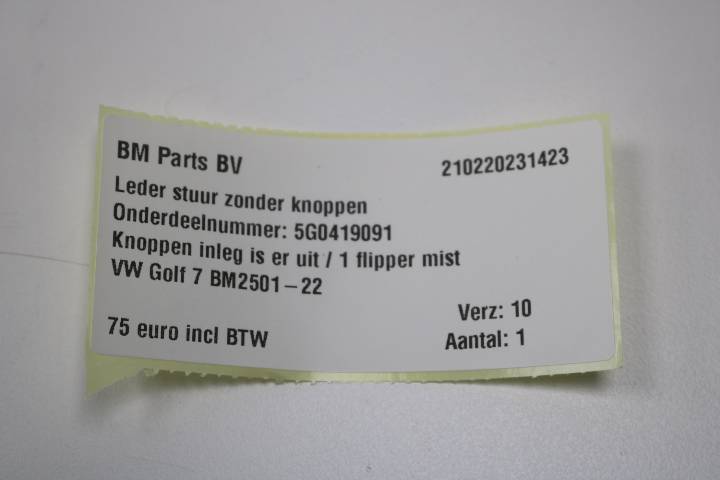 BM Parts BV 210220231423
Leder stuur zonder knoppen
Onderdeelnummer: 5G0419091
Knoppen inleg is er uit / 1 flipper mist
VW Golf 7 BM2501-22
Verz: 10
75 euro incl BTW Aantal: 1